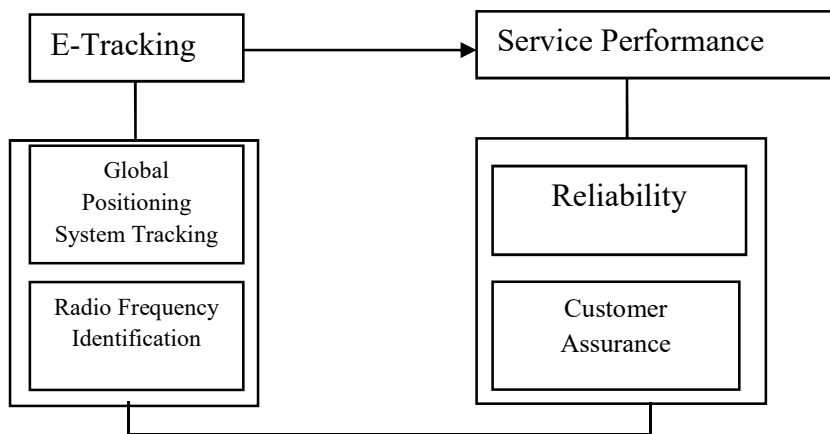 E-Tracking
Service Performance
Global
Positioning
System Tracking
Radio Frequency
Identification
Reliability
Customer
Assurance